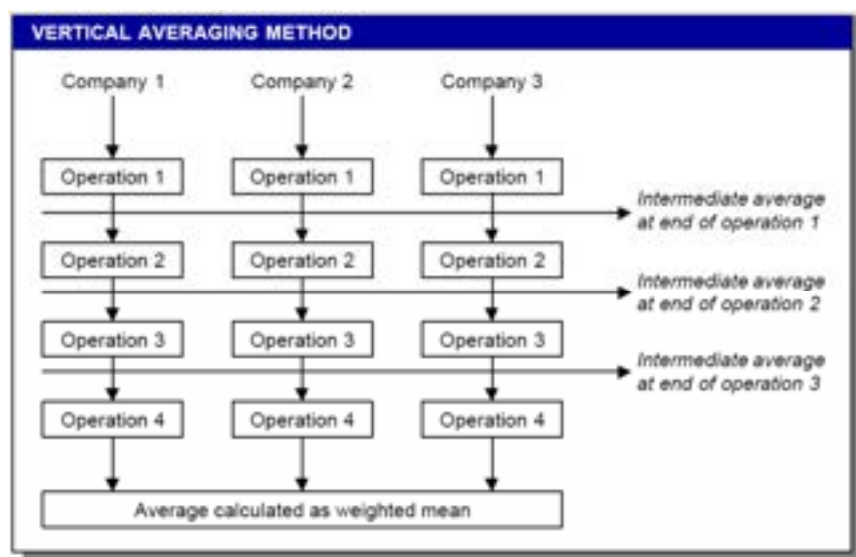 VERTICAL AVERAGING METHOD
Company 1 Company 2 Company 3
Operation 1 Operation 1 Operation 1
Intermediate average
at end of operation 1
Operation 2 Operation 2 Operation 2
Intermediate average
at end of operation 2
Operation 3 Operation 3 Operation 3
Intermediate average
at end of operation 3
Operation 4 Operation 4 Operation 4
Average calculated as weighted mean